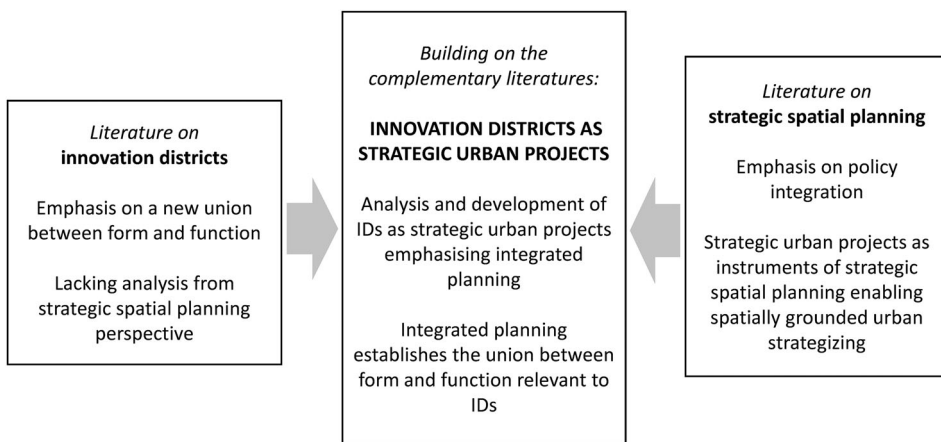 Literature on
innovation districts
Emphasis on a new union
between form and function
Lacking analysis from
strategic spatial planning
perspective
Building on the
complementary literatures:
INNOVATION DISTRICTS AS
STRATEGIC URBAN PROJECTS
Analysis and development of
IDs as strategic urban projects
emphasising integrated
planning
Integrated planning
establishes the union between
form and function relevant to
IDs
Literature on
strategic spatial planning
Emphasis on policy
integration
Strategic urban projects as
instruments of strategic
spatial planning enabling
spatially grounded urban
strategizing